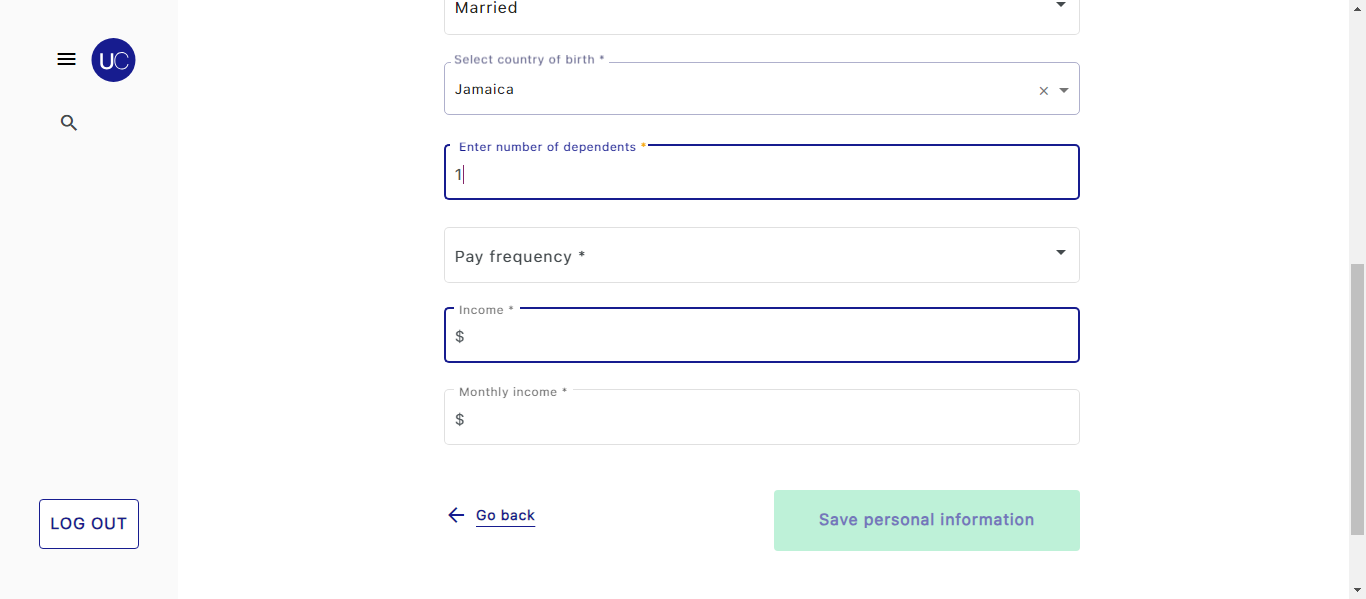 Married
UC
Select country of birth *
Jamaica
Enter number of dependents *
1
Pay frequency *
Income *
$
Monthly income *
$
Go back
Save personal information
LOG OUT